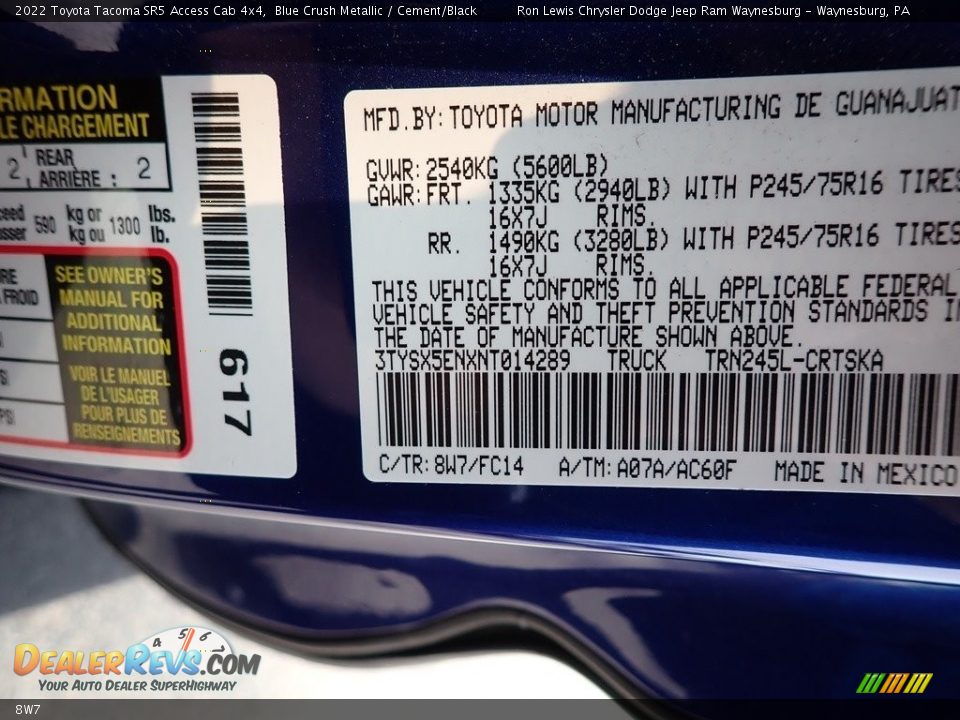 2022 Toyota Tacoma SR5 Access Cab 4x4, Blue Crush Metallic / Cement/Black
Ron Lewis Chrysler Dodge Jeep Ram Waynesburg - Waynesburg, PA
RMATION
LE CHARGEMENT
2, REAR
ARRIÈRE : 2
590 kg or 1300 lbs.
kg ou lb.
FROID
SEE OWNER'S
MANUAL FOR
ADDITIONAL
INFORMATION
VOIR LE MANUEL
DE L'USAGER
POUR PLUS DE
RENSEIGNEMENTS
PSI
617
MFD.BY:TOYOTA MOTOR MANUFACTURING DE GUANAJUAT
GVWR:2540KG (5600LB)
GAWR:FRT. 1335KG (2940LB) WITH P245/75R16 TIRES
16X7J RIMS.
RR. 1490KG (3280LB) WITH P245/75R16 TIRES
16X7J RIMS.
THIS VEHICLE CONFORMS TO ALL APPLICABLE FEDERAL
VEHICLE SAFETY AND THEFT PREVENTION STANDARDS IN
THE DATE OF MANUFACTURE SHOWN ABOVE.
3TYSX5ENXNT014289 TRUCK TRN245L-CRTSKA
C/TR:8W7/FC14 A/TM:A07A/AC60F MADE IN MEXICO
4 5 6
DEALERREVS.COM
YOUR AUTO DEALER SUPERHIGHWAY
8W7